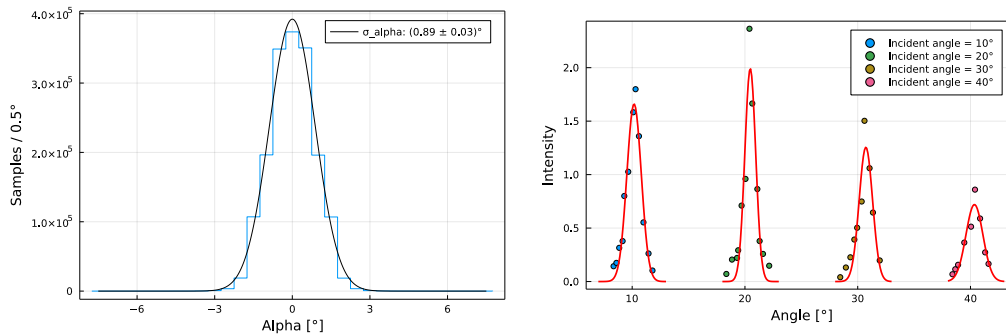 4.0×10⁵
3.0×10⁵
2.0×10⁵
1.0×10⁵
0
Samples / 0.5°
σ_alpha: (0.89 ± 0.03)°
−6 −3 0 3 6
Alpha [°]
2.0
1.5
1.0
0.5
0.0
Intensity
Incident angle = 10°
Incident angle = 20°
Incident angle = 30°
Incident angle = 40°
10 20 30 40
Angle [°]